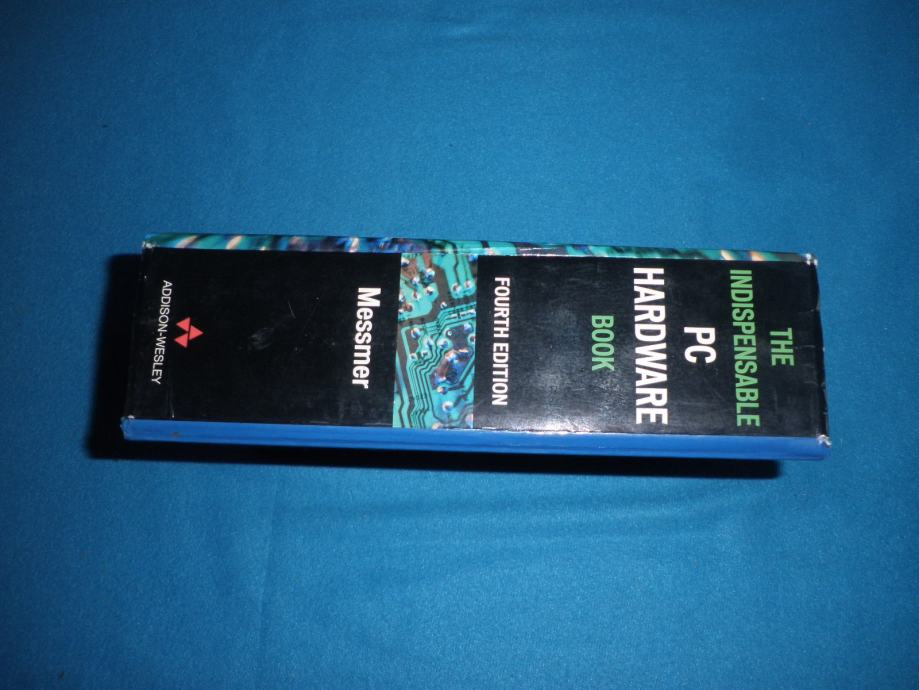 THE
INDISPENSABLE
PC
HARDWARE
BOOK
FOURTH EDITION
Messmer
ADDISON-WESLEY